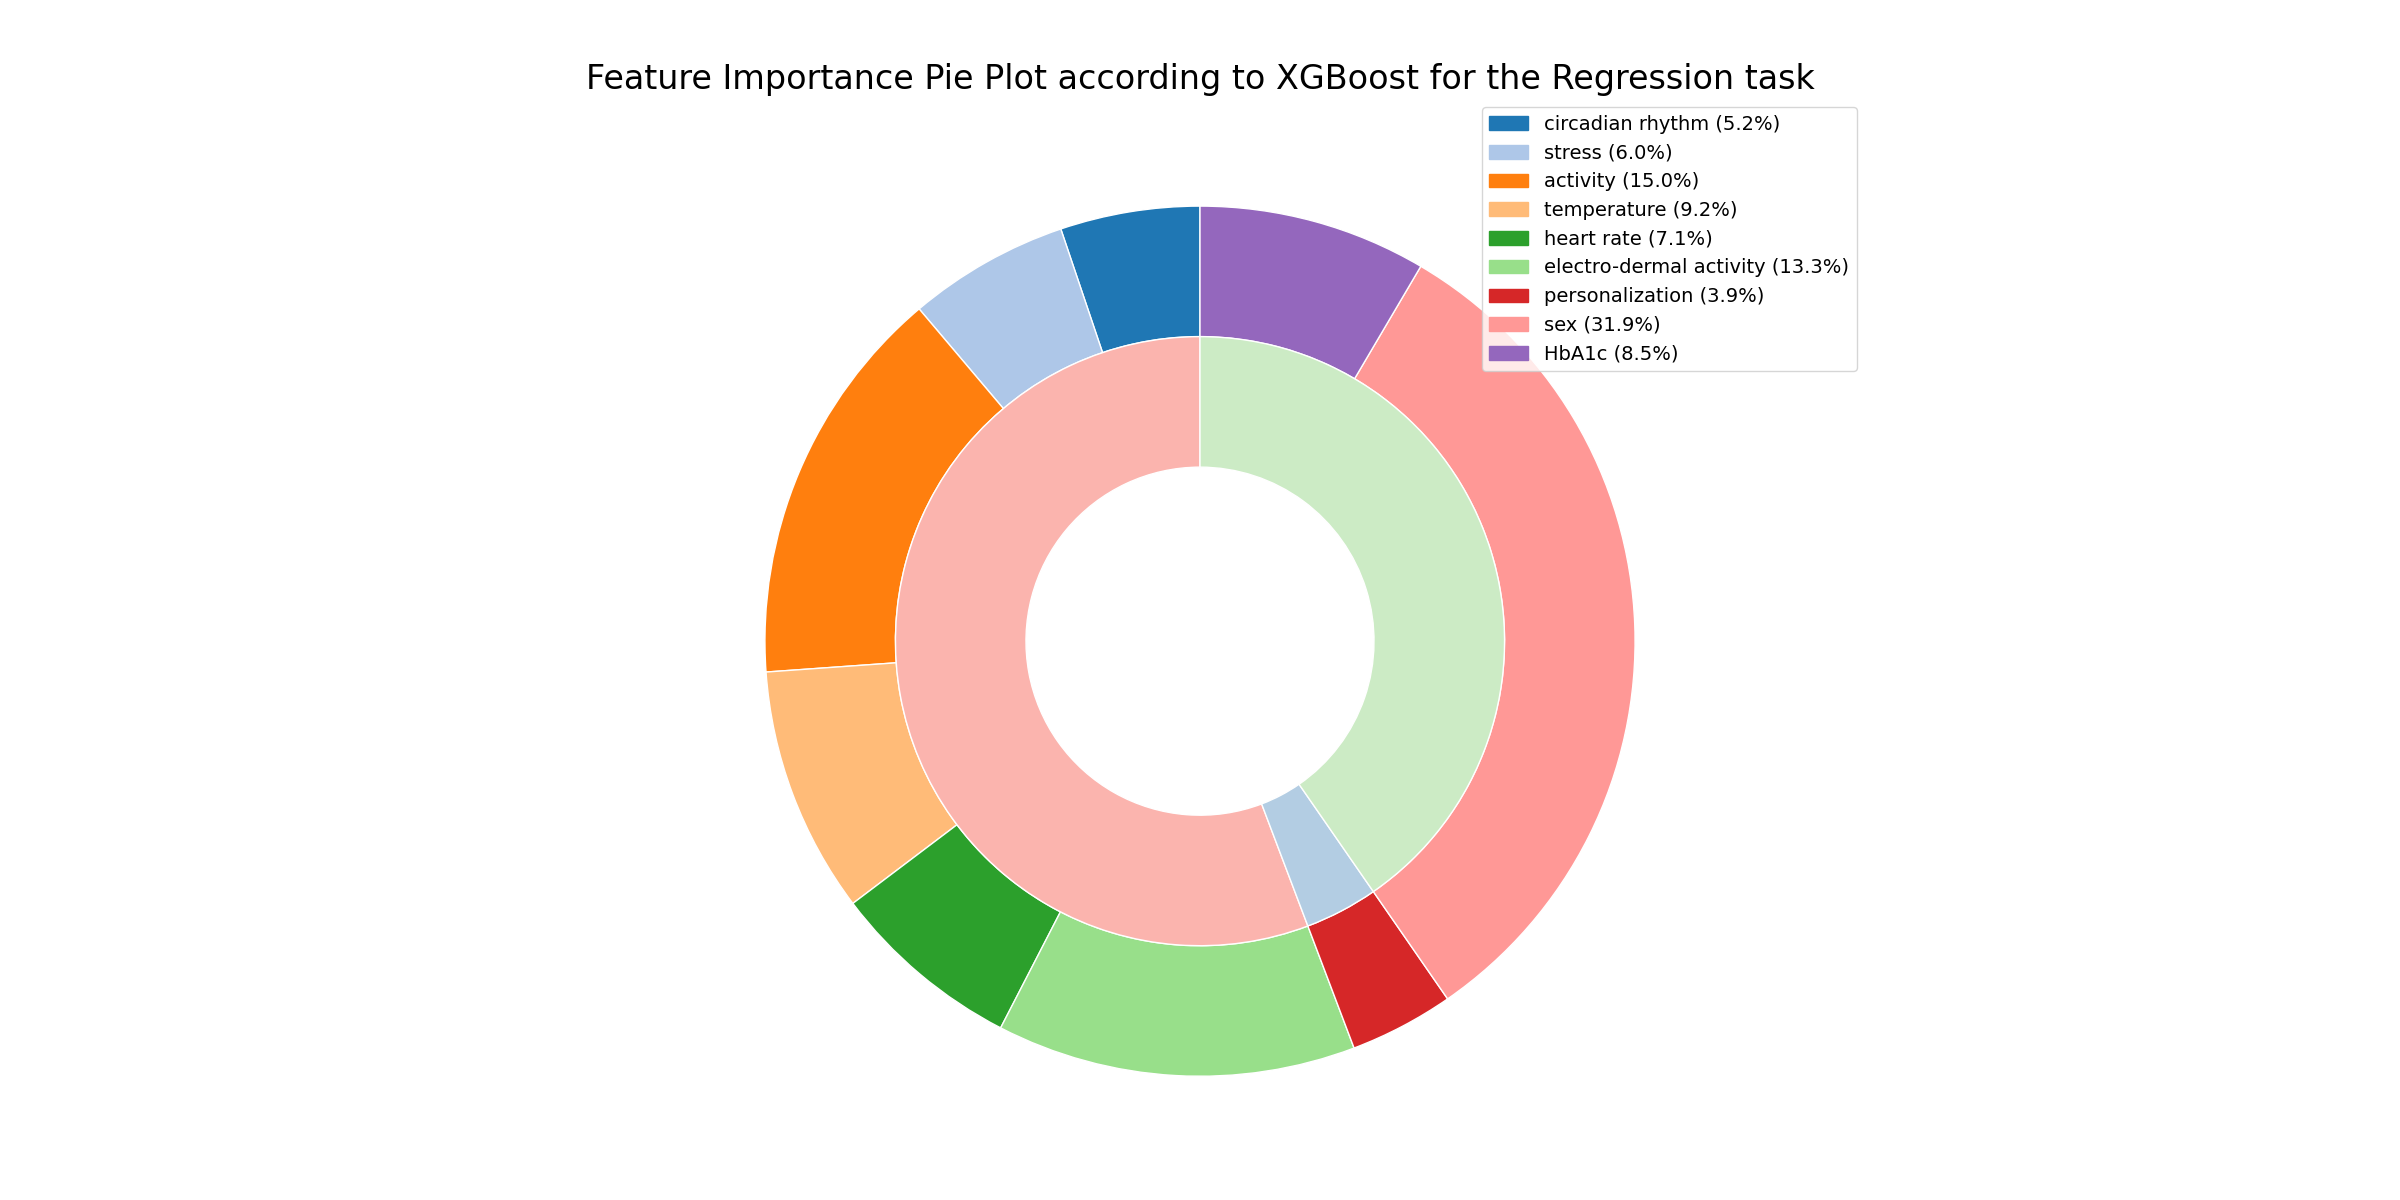 Feature Importance Pie Plot according to XGBoost for the Regression task
circadian rhythm (5.2%)
stress (6.0%)
activity (15.0%)
temperature (9.2%)
heart rate (7.1%)
electro-dermal activity (13.3%)
personalization (3.9%)
sex (31.9%)
HbA1c (8.5%)